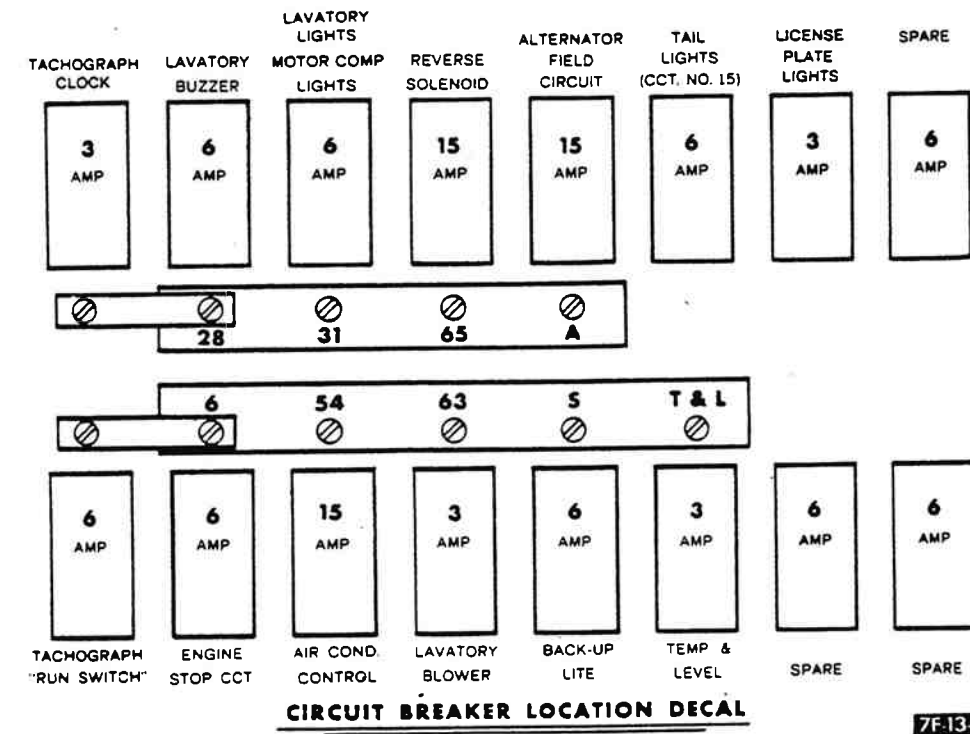 LAVATORY
LIGHTS
TACHOGRAPH CLOCK
LAVATORY BUZZER
MOTOR COMP LIGHTS
REVERSE SOLENOID
ALTERNATOR FIELD CIRCUIT
TAIL LIGHTS (CCT. NO. 15)
LICENSE PLATE LIGHTS
SPARE
3 6 6 15 15 6 3 6
AMP AMP AMP AMP AMP AMP AMP AMP
28 31 65 A
6 54 63 S T & L
6 6 15 3 6 3 6 6
AMP AMP AMP AMP AMP AMP AMP AMP
TACHOGRAPH ENGINE AIR COND. LAVATORY BACK-UP TEMP &
"RUN SWITCH" STOP CCT CONTROL BLOWER LITE LEVEL SPARE SPARE
CIRCUIT BREAKER LOCATION DECAL
7F-13-